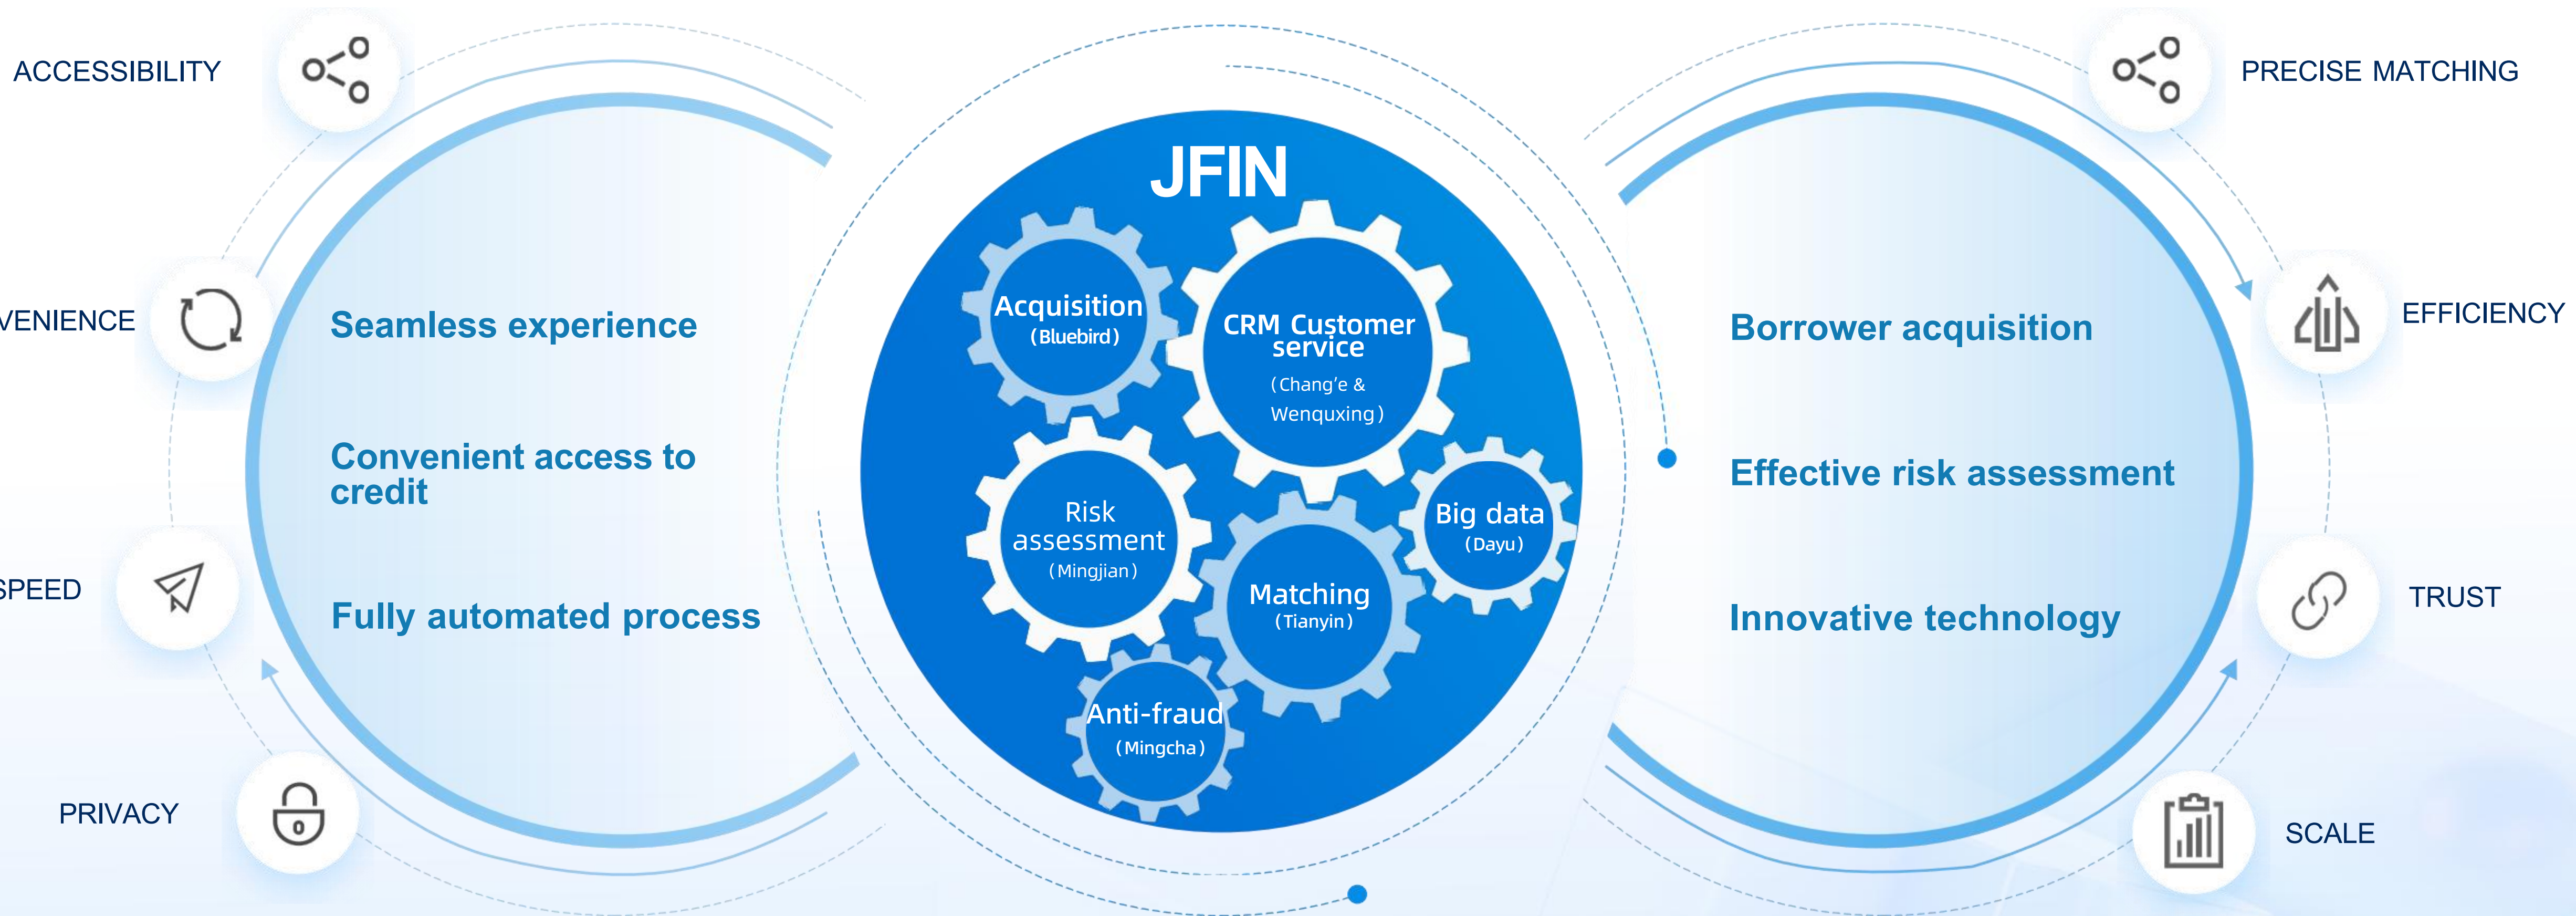 ACCESSIBILITY
VENIENCE
SPEED
PRIVACY
Seamless experience
Convenient access to
credit
Fully automated process
JFIN
Acquisition
(Bluebird)
CRM Customer
service
(Chang’e &
Wenquxing)
Risk
assessment
(Mingjian)
Big data
(Dayu)
Matching
(Tianyin)
Anti-fraud
(Mingcha)
Borrower acquisition
Effective risk assessment
Innovative technology
PRECISE MATCHING
EFFICIENCY
TRUST
SCALE